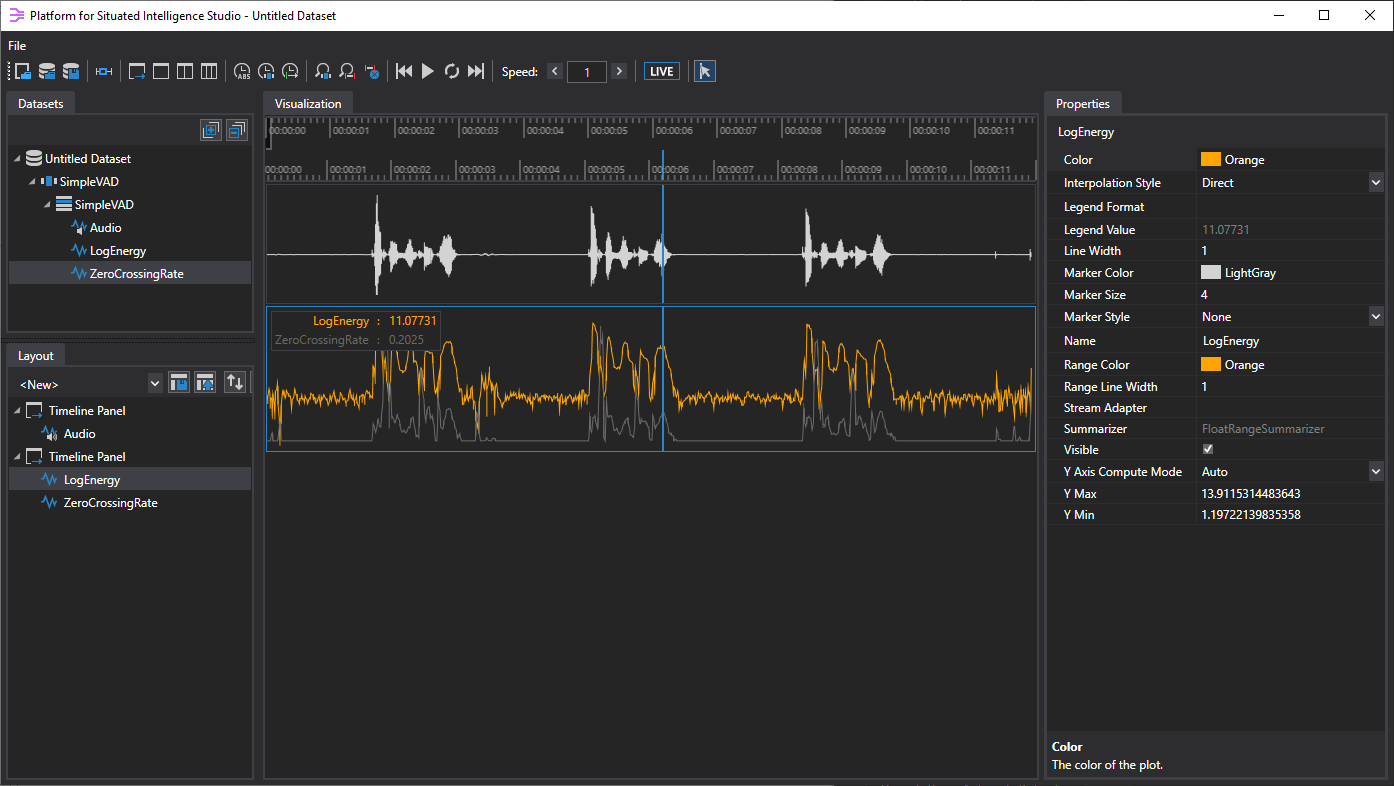 Platform for Situated Intelligence Studio - Untitled Dataset
File
ABS
Speed:
1
LIVE
Datasets
Untitled Dataset
SimpleVAD
SimpleVAD
Audio
LogEnergy
ZeroCrossingRate
Layout
<New>
Timeline Panel
Audio
Timeline Panel
LogEnergy
ZeroCrossingRate
Visualization
00:00:00 00:00:01 00:00:02 00:00:03 00:00:04 00:00:05 00:00:06 00:00:07 00:00:08 00:00:09 00:00:10 00:00:11
00:00:00 00:00:01 00:00:02 00:00:03 00:00:04 00:00:05 00:00:06 00:00:07 00:00:08 00:00:09 00:00:10 00:00:11
LogEnergy : 11.07731
ZeroCrossingRate : 0.2025
Properties
LogEnergy
Color Orange
Interpolation Style Direct
Legend Format
Legend Value 11.07731
Line Width 1
Marker Color LightGray
Marker Size 4
Marker Style None
Name LogEnergy
Range Color Orange
Range Line Width 1
Stream Adapter
Summarizer FloatRangeSummarizer
Visible
Y Axis Compute Mode Auto
Y Max 13.9115314483643
Y Min 1.19722139835358
Color
The color of the plot.